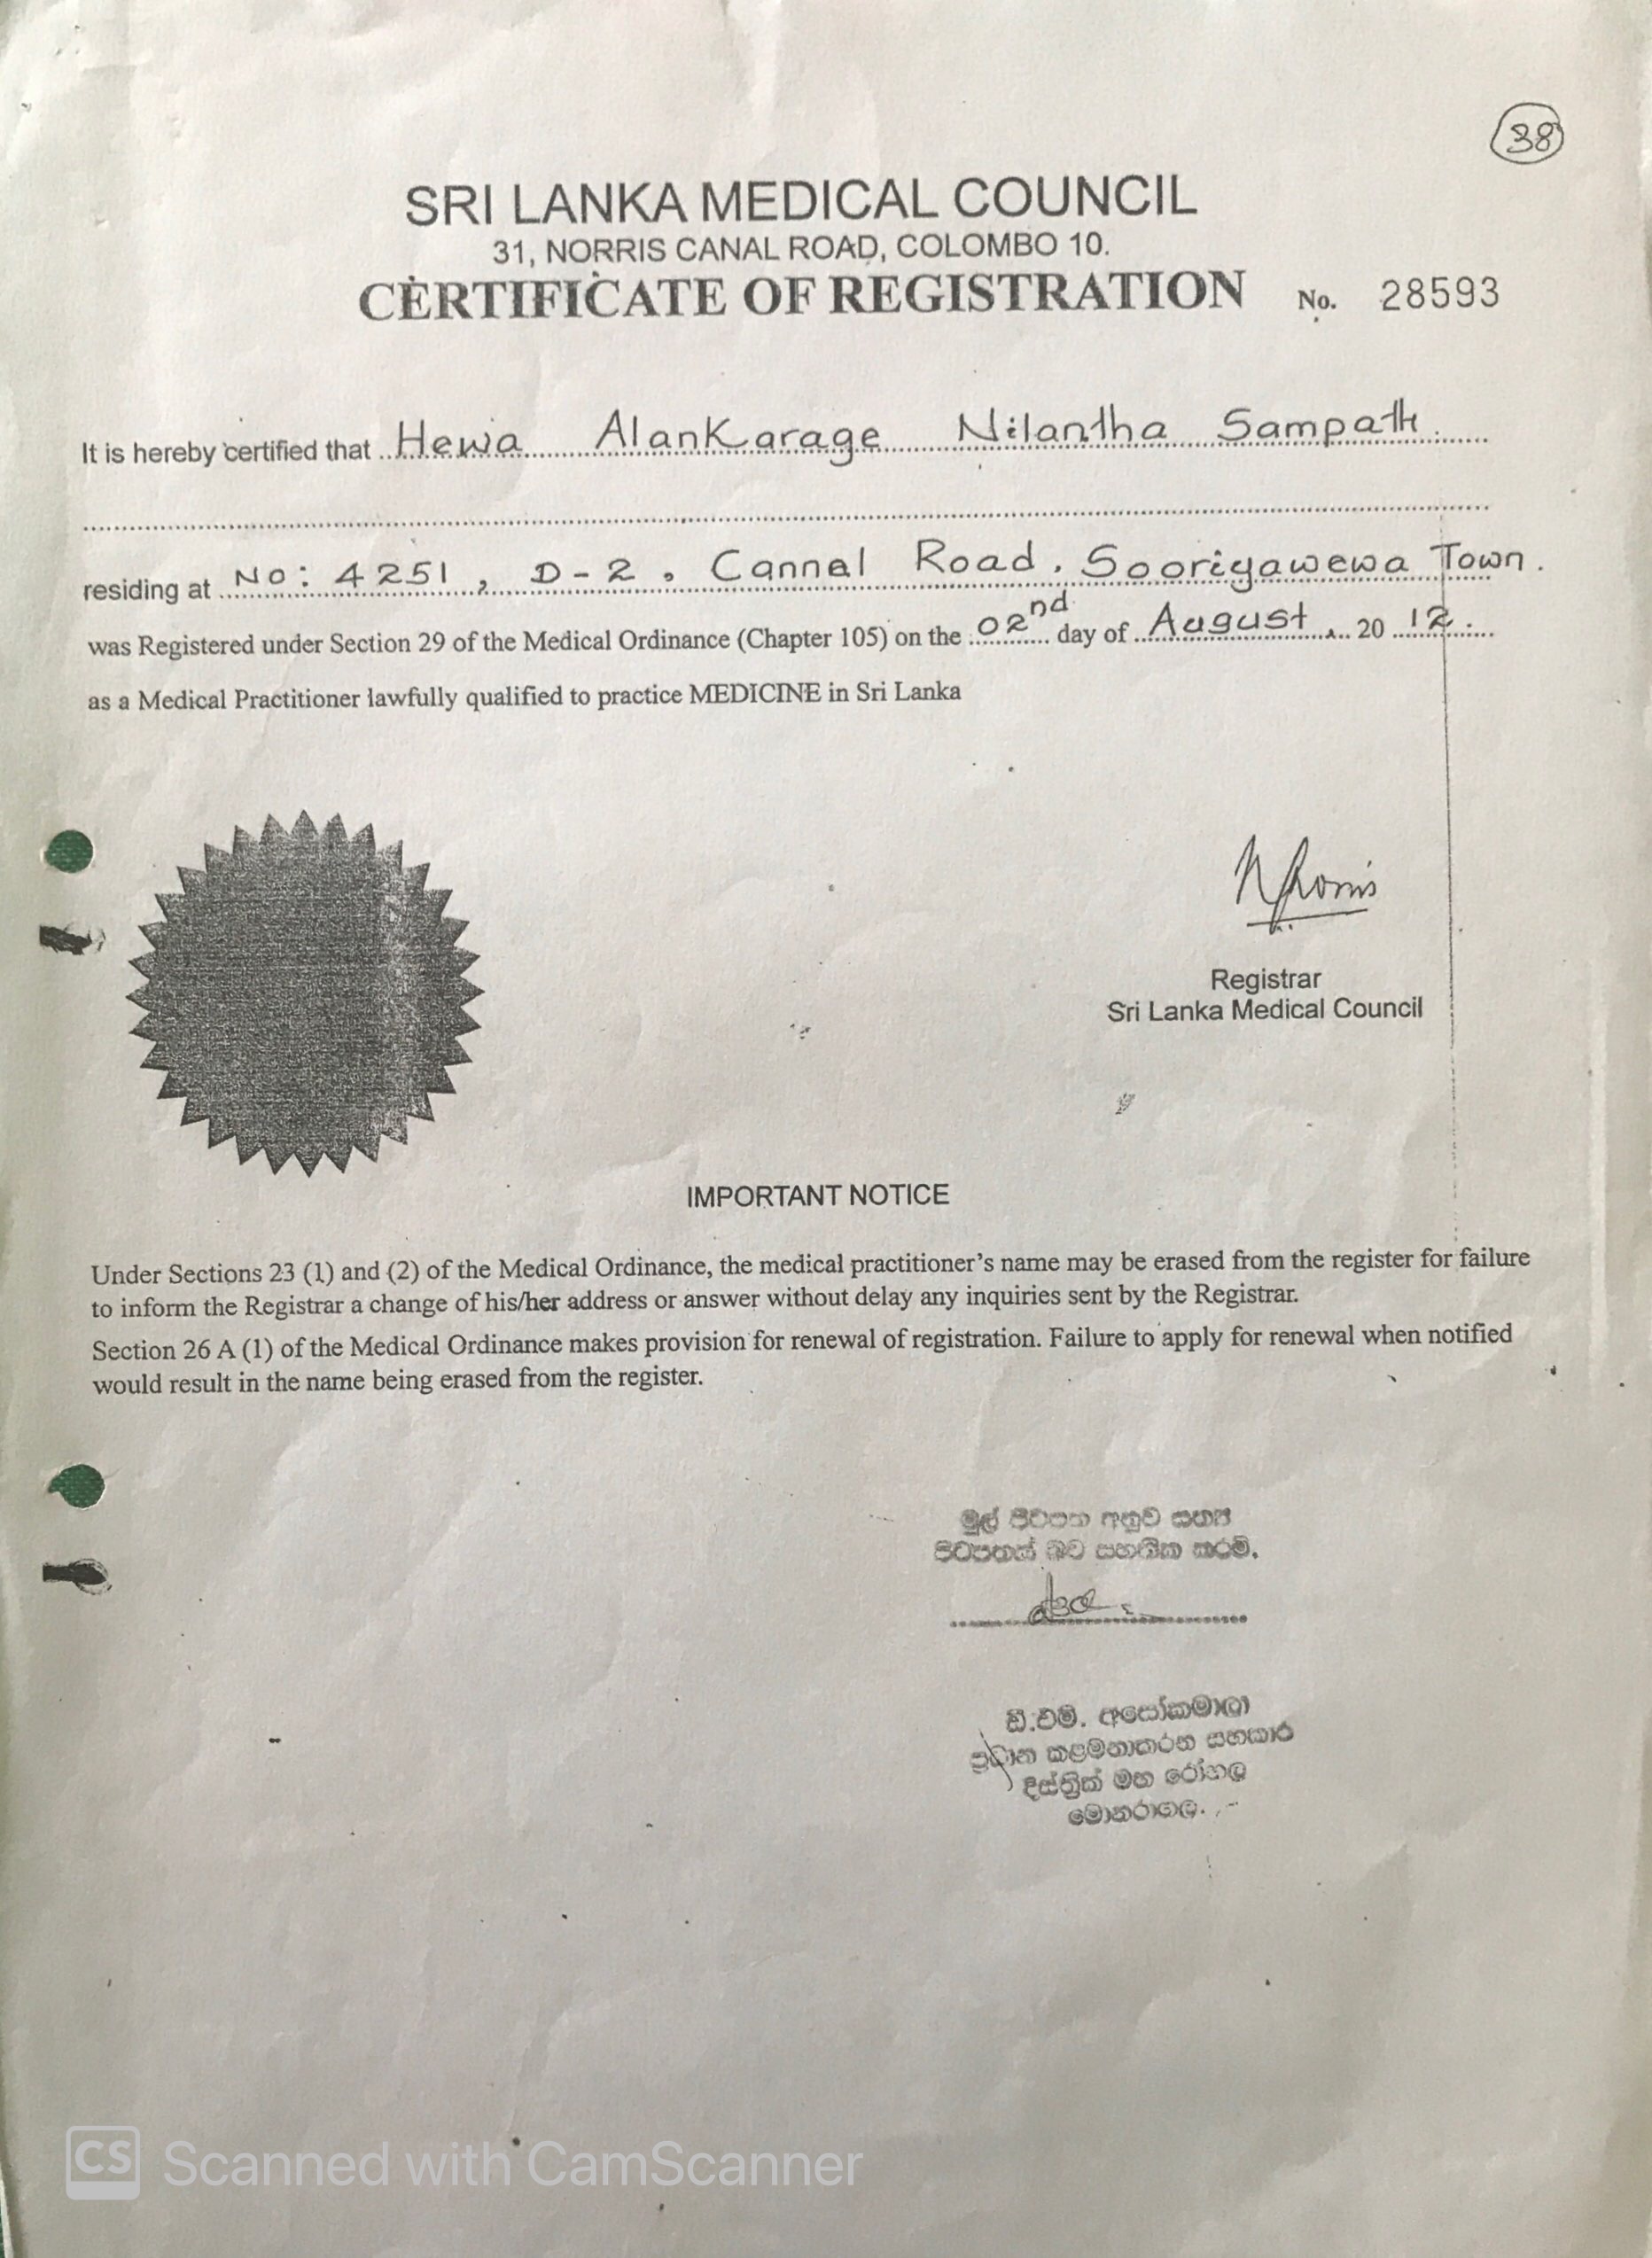 38
SRI LANKA MEDICAL COUNCIL
31, NORRIS CANAL ROAD, COLOMBO 10.
CERTIFICATE OF REGISTRATION No. 28593
It is hereby certified that Hewa AlanKarage Nilantha Sampath
residing at No: 4251, D-2, Cannal Road, Sooriyawewa Town.
was Registered under Section 29 of the Medical Ordinance (Chapter 105) on the 02nd day of August, 2012.
as a Medical Practitioner lawfully qualified to practice MEDICINE in Sri Lanka
Registrar
Sri Lanka Medical Council
IMPORTANT NOTICE
Under Sections 23 (1) and (2) of the Medical Ordinance, the medical practitioner's name may be erased from the register for failure
to inform the Registrar a change of his/her address or answer without delay any inquiries sent by the Registrar.
Section 26 A (1) of the Medical Ordinance makes provision for renewal of registration. Failure to apply for renewal when notified
would result in the name being erased from the register.
මුල් පිටපත අනුව සත්‍ය
පිටපතක් බව සහතික කරමි.
ඩී.එම්. අසෝකමාලා
ප්‍රධාන කළමනාකරන සහකාර
දිස්ත්‍රික් මහ රෝහල
මොනරාගල.
CS Scanned with CamScanner